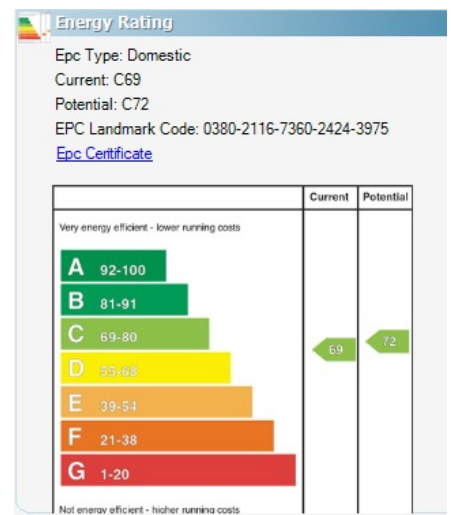 Energy Rating
Epc Type: Domestic
Current: C69
Potential: C72
EPC Landmark Code: 0380-2116-7360-2424-3975
Epc Certificate
Current Potential
Very energy efficient - lower running costs
A 92-100
B 81-91
C 69-80
69 72
D 55-68
E 39-54
F 21-38
G 1-20
Not energy efficient - higher running costs